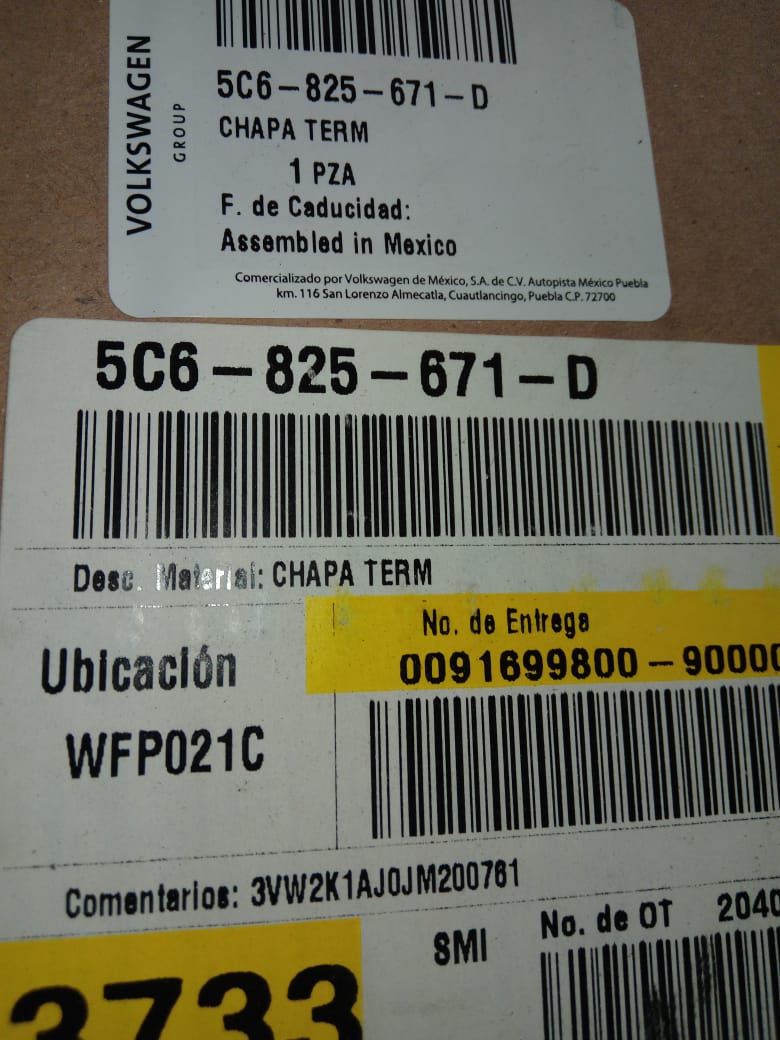 VOLKSWAGEN
GROUP
5C6-825-671-D
CHAPA TERM
1 PZA
F. de Caducidad:
Assembled in Mexico
Comercializado por Volkswagen de México, S.A. de C.V. Autopista México Puebla
km. 116 San Lorenzo Almecatla, Cuautlancingo, Puebla C.P. 72700
5C6-825-671-D
Desc. Material: CHAPA TERM
No. de Entrega
0091699800-90000
Ubicación
WFP021C
Comentarios: 3VW2K1AJ0JM200761
SMI
No. de OT 2040
3733